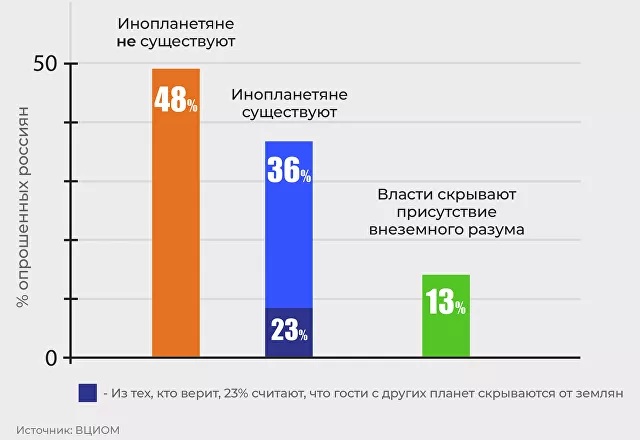 Инопланетяне
не существуют
50
48%
Инопланетяне
существуют
36%
Власти скрывают
присутствие
внеземного разума
13%
23%
0
% опрошенных россиян
- Из тех, кто верит, 23% считают, что гости с других планет скрываются от землян
Источник: ВЦИОМ